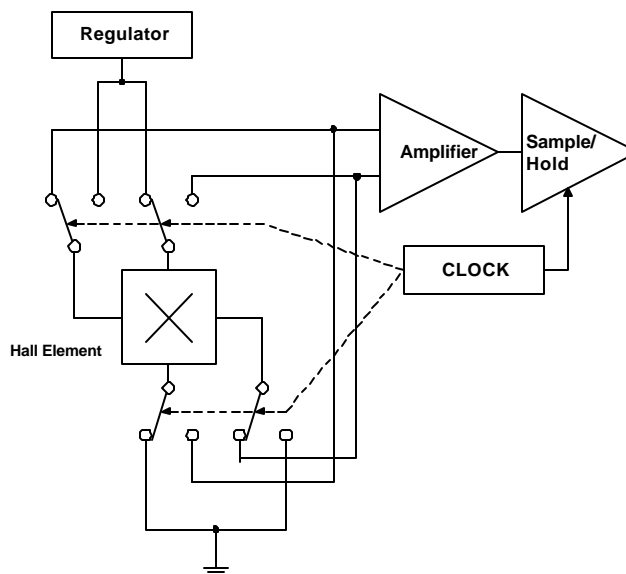 Regulator
Amplifier
Sample/
Hold
CLOCK
Hall Element